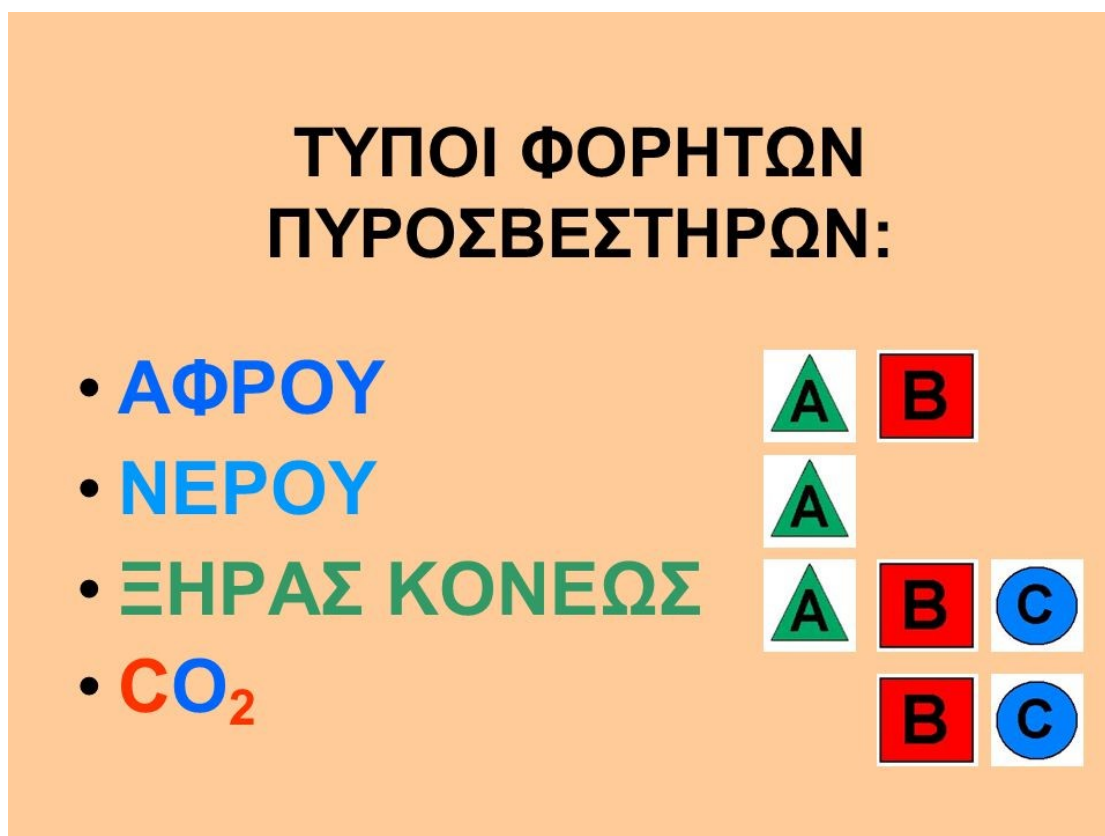 ΤΥΠΟΙ ΦΟΡΗΤΩΝ
ΠΥΡΟΣΒΕΣΤΗΡΩΝ:
• ΑΦΡΟΥ A B
• ΝΕΡΟΥ A
• ΞΗΡΑΣ ΚΟΝΕΩΣ A B C
• CO₂ B C